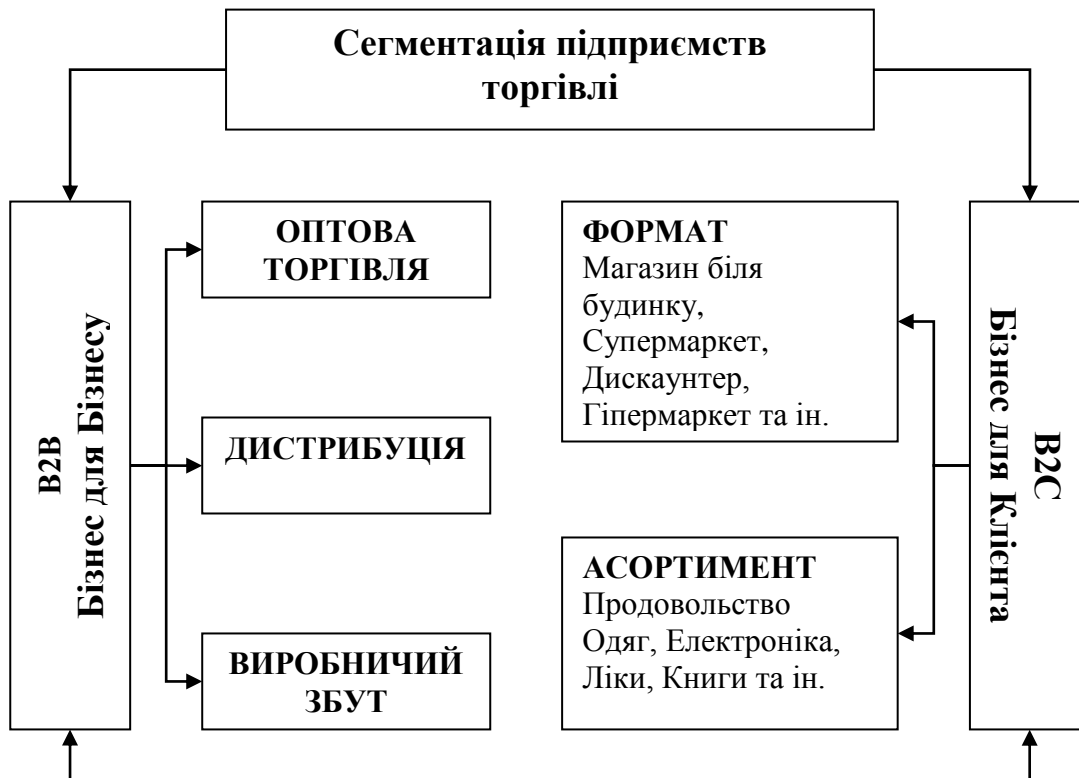 Сегментація підприємств
торгівлі
B2B
Бізнес для Бізнесу
ОПТОВА
ТОРГІВЛЯ
ДИСТРИБУЦІЯ
ВИРОБНИЧИЙ
ЗБУТ
ФОРМАТ
Магазин біля
будинку,
Супермаркет,
Дискаунтер,
Гіпермаркет та ін.
АСОРТИМЕНТ
Продовольство
Одяг, Електроніка,
Ліки, Книги та ін.
B2C
Бізнес для Клієнта